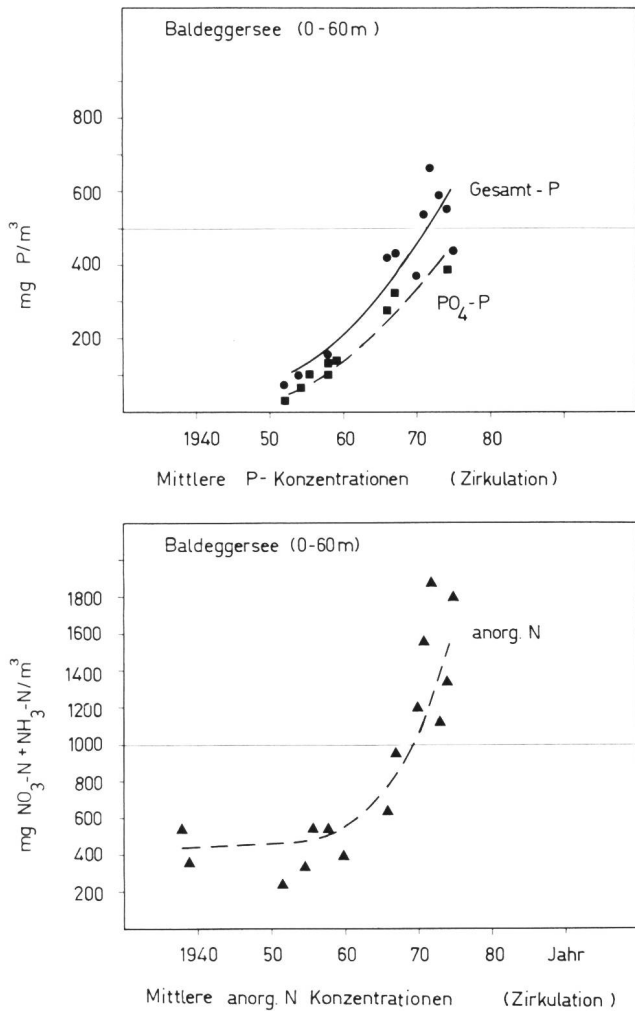 Baldeggersee (0-60m)
800
600
400
200
mg P/m³
Gesamt - P
PO₄-P
1940 50 60 70 80
Mittlere P-Konzentrationen (Zirkulation)
Baldeggersee (0-60m)
1800
1600
1400
1200
1000
800
600
400
200
mg NO₃-N + NH₃-N/m³
anorg. N
1940 50 60 70 80 Jahr
Mittlere anorg. N Konzentrationen (Zirkulation)